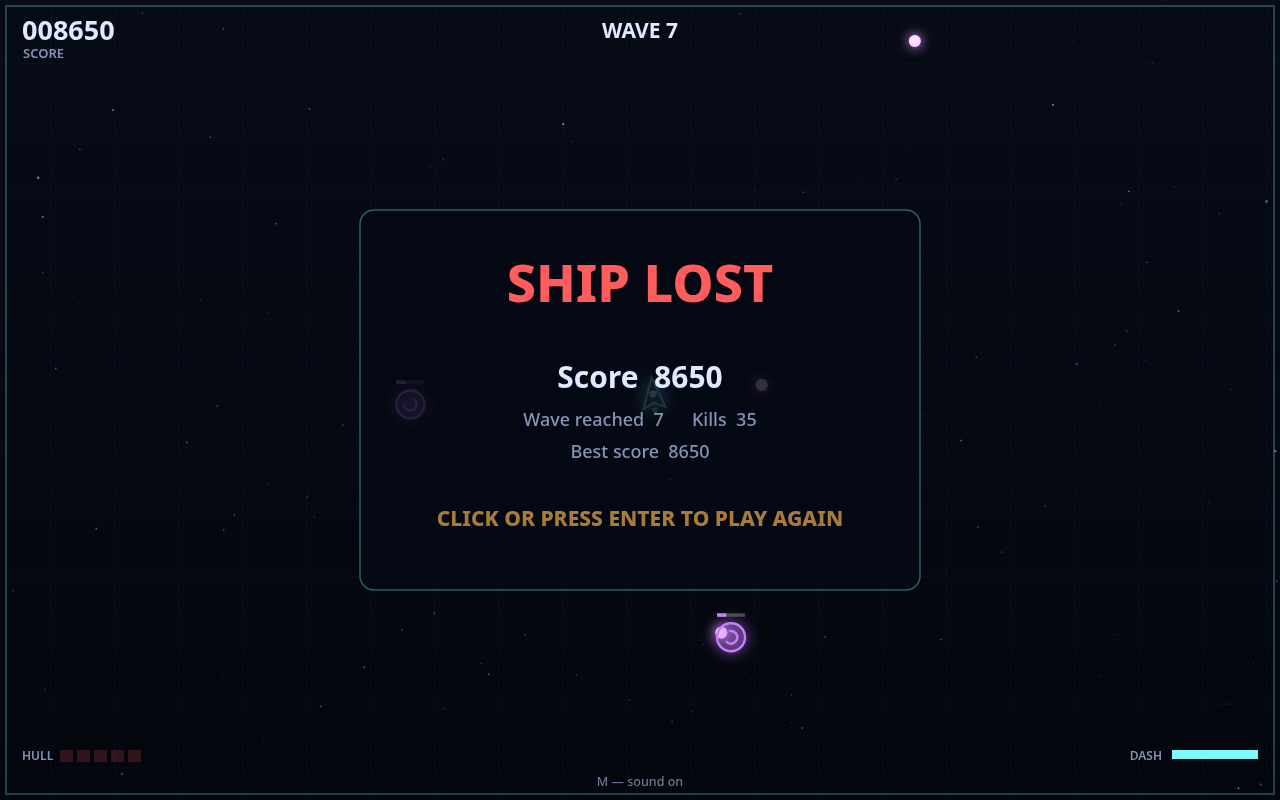 008650
SCORE
WAVE 7
SHIP LOST
Score 8650
Wave reached 7 Kills 35
Best score 8650
CLICK OR PRESS ENTER TO PLAY AGAIN
HULL
DASH
M — sound on